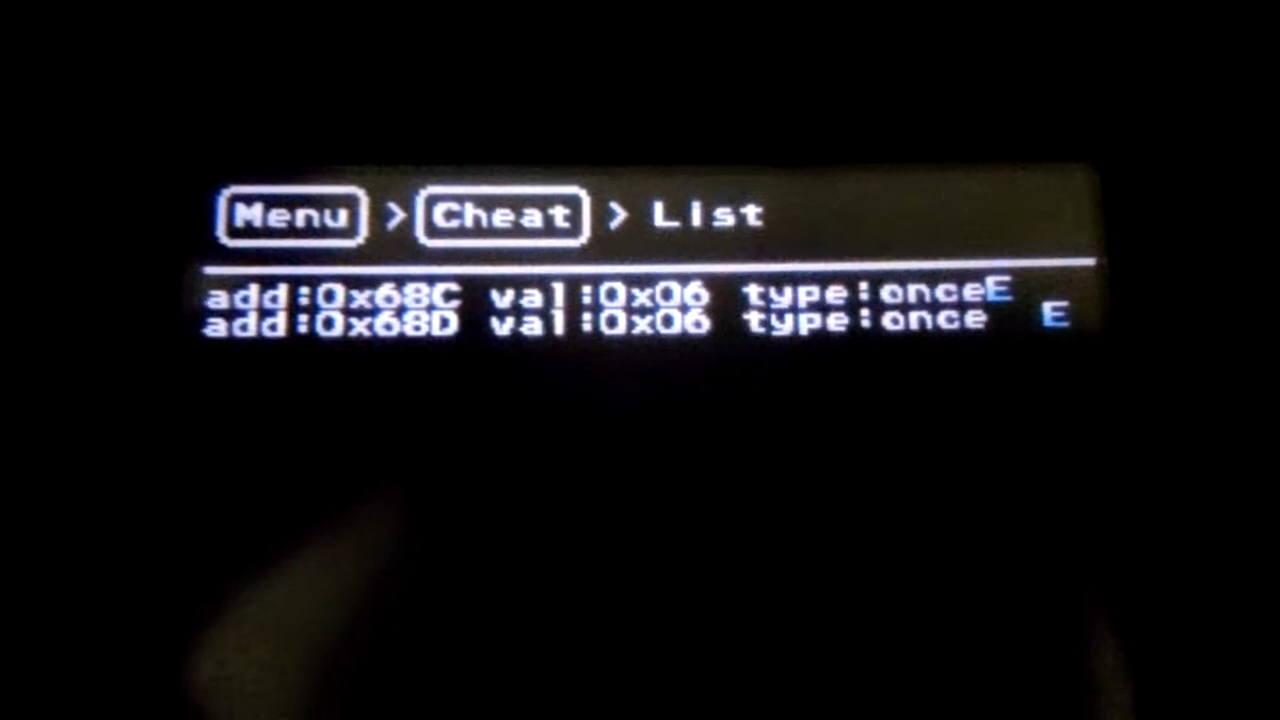 Menu > Cheat > List
add:0x68C val:0x06 type:onceE
add:0x68D val:0x06 type:once E